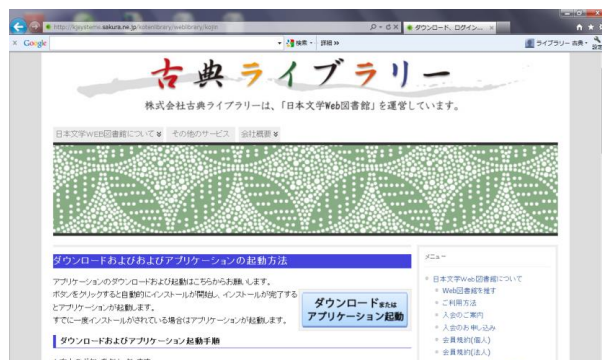 ダウンロード、ログイン...
Google
検索
詳細 »
ライブラリー 古典
古典ライブラリー
株式会社古典ライブラリーは、「日本文学Web図書館」を運営しています。
日本文学WEB図書館について その他のサービス 会社概要
ダウンロードおよびおよびアプリケーションの起動方法
アプリケーションのダウンロードおよび起動はこちらからお願いします。
ボタンをクリックすると自動的にインストールが開始し、インストールが完了する
とアプリケーションが起動します。
すでに一度インストールがされている場合はアプリケーションが起動します。
ダウンロードまたは
アプリケーション起動
ダウンロードおよびアプリケーション起動手順
メニュー
日本文学Web図書館について
Web図書館を推す
ご利用方法
入会のご案内
入会のお申し込み
会員規約(個人)
会員規約(法人)